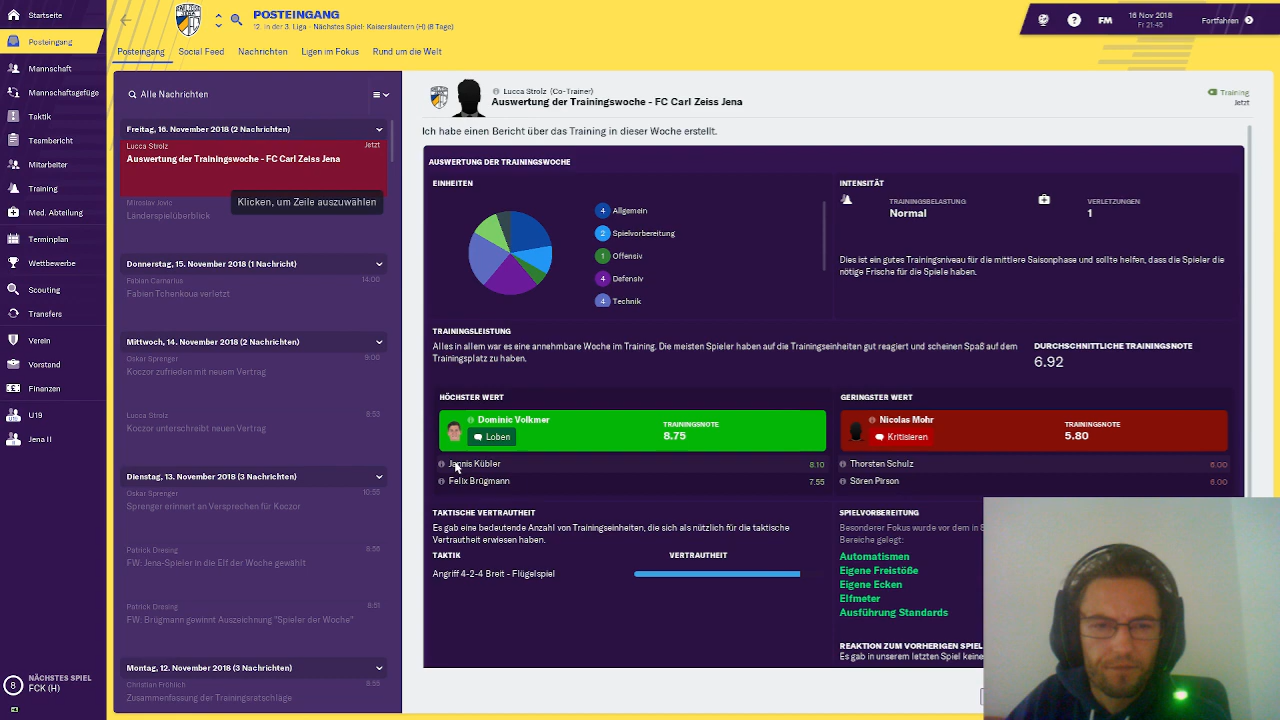 Startseite
Posteingang
Mannschaft
Mannschaftsgefüge
Taktik
Teambericht
Mitarbeiter
Training
Med. Abteilung
Terminplan
Wettbewerbe
Scouting
Transfers
Verein
Vorstand
Finanzen
U19
Jena II
NÄCHSTES SPIEL
FCK (H)
POSTEINGANG
12. in der 3. Liga - Nächstes Spiel: Kaiserslautern (H) (8 Tage)
FM
16 Nov 2018
Fr 21:45
Fortfahren
Posteingang Social Feed Nachrichten Ligen im Fokus Rund um die Welt
Alle Nachrichten
Freitag, 16. November 2018 (2 Nachrichten)
Lucca Strolz Jetzt
Auswertung der Trainingswoche - FC Carl Zeiss Jena
Klicken, um Zeile auszuwählen
Miroslav Jovic
Länderspielüberblick
Donnerstag, 15. November 2018 (1 Nachricht)
Fabian Camarius 14:00
Fabien Tchenkoua verletzt
Mittwoch, 14. November 2018 (2 Nachrichten)
Oskar Sprenger 9:00
Koczor zufrieden mit neuem Vertrag
Lucca Strolz 8:53
Koczor unterschreibt neuen Vertrag
Dienstag, 13. November 2018 (3 Nachrichten)
Oskar Sprenger 10:55
Sprenger erinnert an Versprechen für Koczor
FW: Jena-Spieler in die Elf der Woche gewählt
8:51
FW: Brügmann gewinnt Auszeichnung "Spieler der Woche"
Montag, 12. November 2018 (3 Nachrichten)
Christian Fröhlich
Zusammenfassung der Trainingsratschläge
Lucca Strolz (Co-Trainer)
Auswertung der Trainingswoche - FC Carl Zeiss Jena
Training
Jetzt
Ich habe einen Bericht über das Training in dieser Woche erstellt.
AUSWERTUNG DER TRAININGSWOCHE
EINHEITEN
4 Allgemein
2 Spielvorbereitung
1 Offensiv
4 Defensiv
4 Technik
INTENSITÄT
TRAININGSBELASTUNG
Normal
VERLETZUNGEN
1
Dies ist ein gutes Trainingsniveau für die mittlere Saisonphase und sollte helfen, dass die Spieler die
nötige Frische für die Spiele haben.
TRAININGSLEISTUNG
Alles in allem war es eine annehmbare Woche im Training. Die meisten Spieler haben auf die Trainingseinheiten gut reagiert und scheinen Spaß auf dem
Trainingsplatz zu haben.
DURCHSCHNITTLICHE TRAININGSNOTE
6.92
HÖCHSTER WERT
Dominic Volkmer
Loben
TRAININGSNOTE
8.75
Jannis Kübler 8.10
Felix Brügmann 7.55
GERINGSTER WERT
Nicolas Mohr
Kritisieren
TRAININGSNOTE
5.80
Thorsten Schulz 6.00
Sören Pirson 6.00
TAKTISCHE VERTRAUTHEIT
Es gab eine bedeutende Anzahl von Trainingseinheiten, die sich als nützlich für die taktische
Vertrautheit erwiesen haben.
TAKTIK VERTRAUTHEIT
Angriff 4-2-4 Breit - Flügelspiel
SPIELVORBEREITUNG
Besonderer Fokus wurde vor dem in
Bereiche gelegt:
Automatismen
Eigene Freistöße
Eigene Ecken
Elfmeter
Ausführung Standards
REAKTION ZUM VORHERIGEN SPIEL
Es gab in unserem letzten Spiel keine